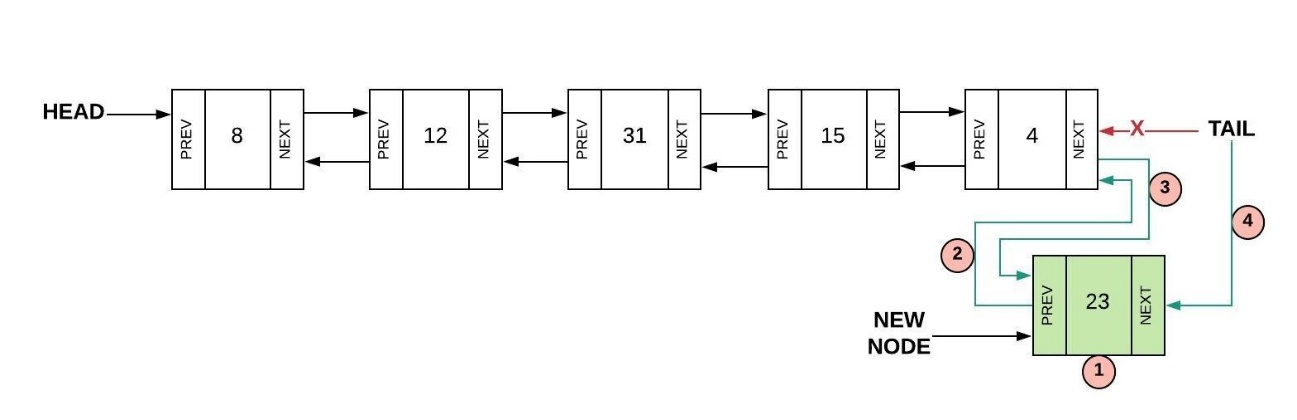 HEAD
PREV
8
NEXT
PREV
12
NEXT
PREV
31
NEXT
PREV
15
NEXT
PREV
4
NEXT
X
TAIL
3
4
2
PREV
23
NEXT
NEW
NODE
1